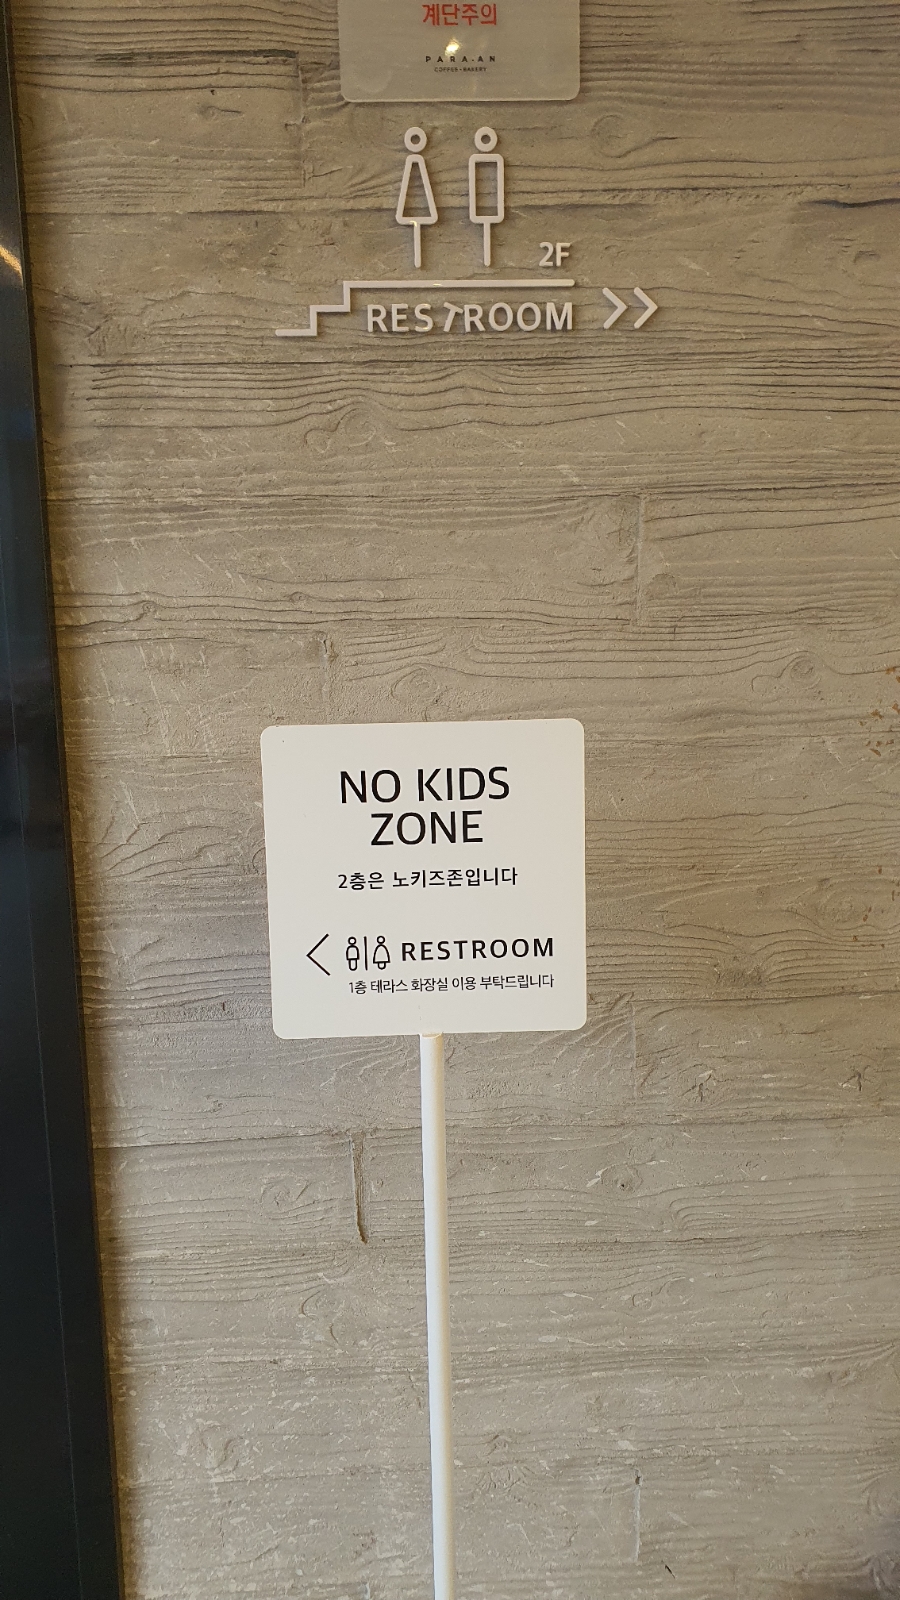 계단주의
PARA.AN
COFFEE • BAKERY
2F
RESTROOM >>
NO KIDS
ZONE
2층은 노키즈존입니다
< RESTROOM
1층 테라스 화장실 이용 부탁드립니다